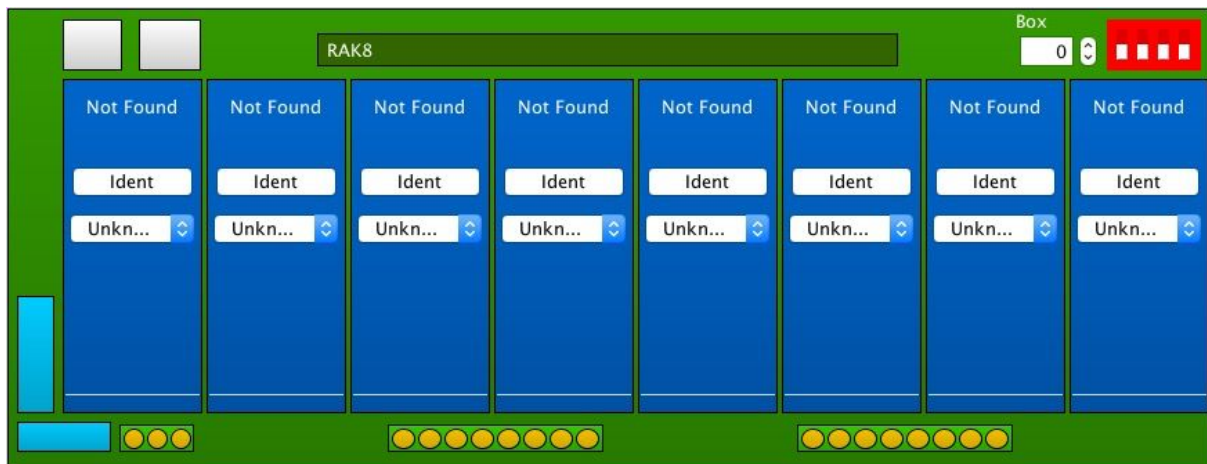 Box
RAK8
0
Not Found Not Found Not Found Not Found Not Found Not Found Not Found Not Found
Ident Ident Ident Ident Ident Ident Ident Ident
Unkn... Unkn... Unkn... Unkn... Unkn... Unkn... Unkn... Unkn...